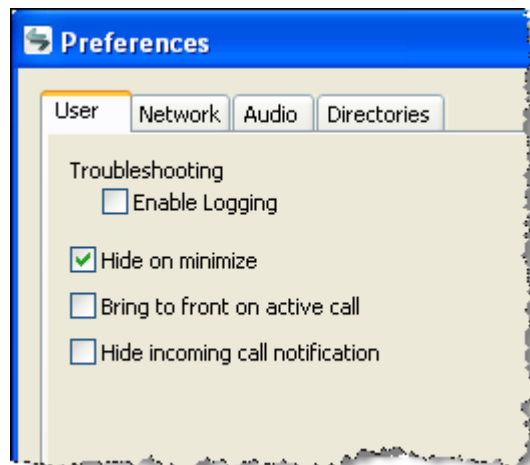 Preferences
User Network Audio Directories
Troubleshooting
Enable Logging
Hide on minimize
Bring to front on active call
Hide incoming call notification